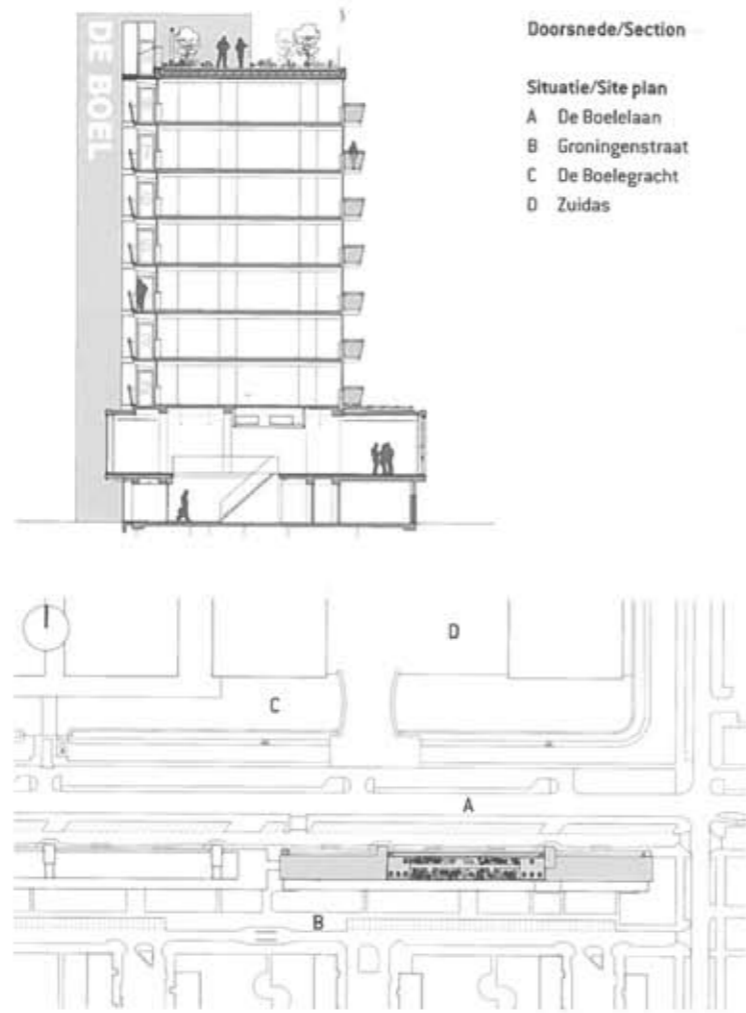 DE BOEL
Doorsnede/Section
Situatie/Site plan
A De Boelelaan
B Groningenstraat
C De Boelegracht
D Zuidas
D
C
A
B